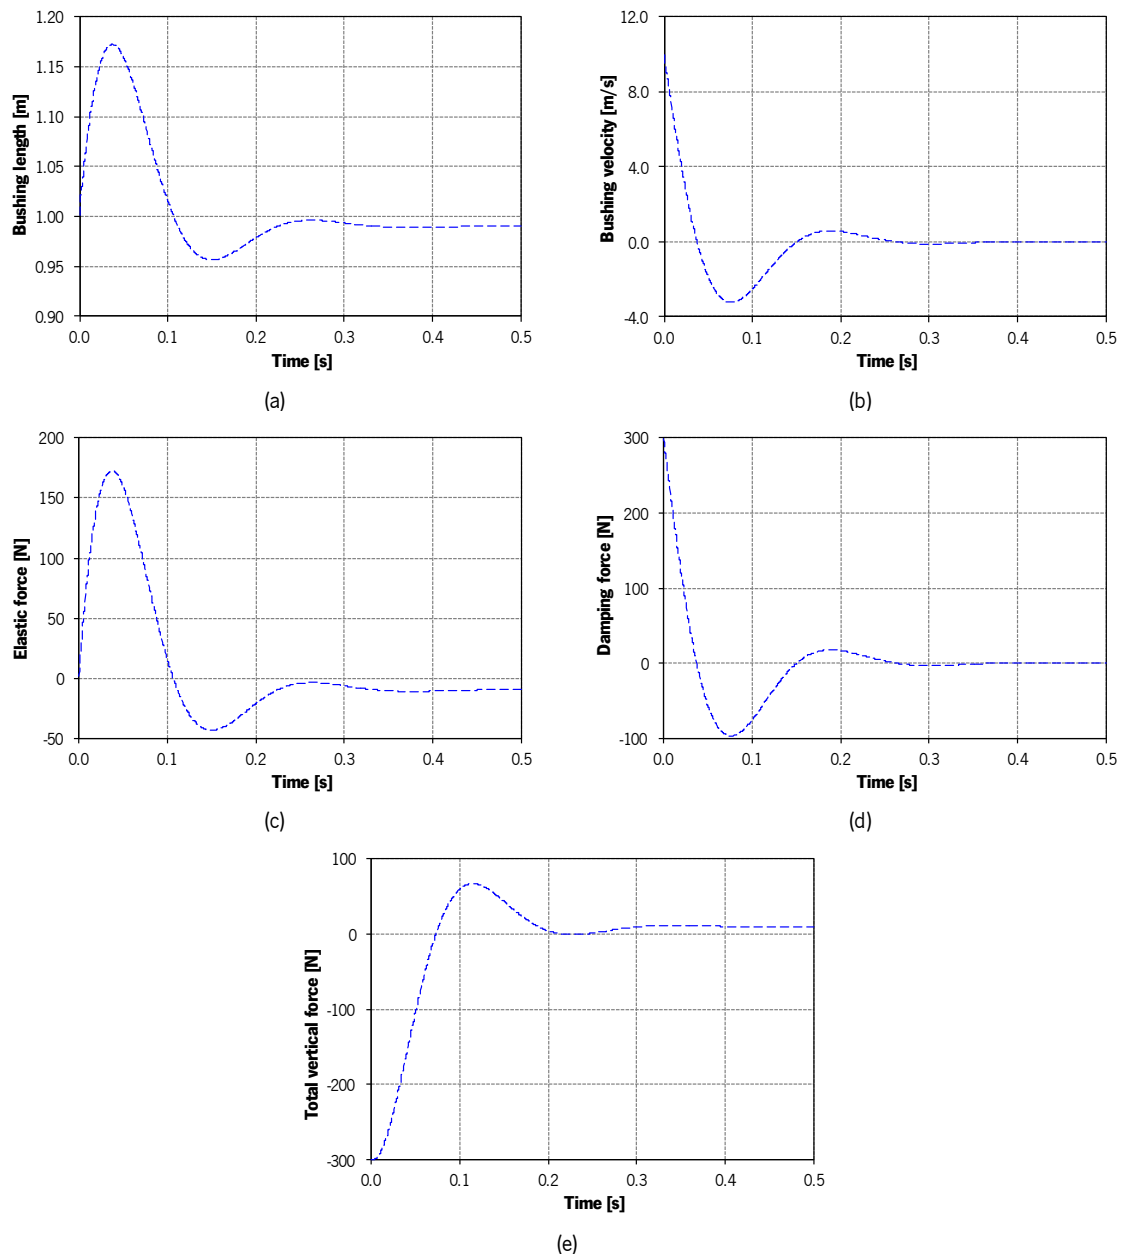 1.20
1.15
1.10
1.05
1.00
0.95
0.90
Bushing length [m]
0.0 0.1 0.2 0.3 0.4 0.5
Time [s]
(a)
12.0
8.0
4.0
0.0
-4.0
Bushing velocity [m/s]
0.0 0.1 0.2 0.3 0.4 0.5
Time [s]
(b)
200
150
100
50
0
-50
Elastic force [N]
0.0 0.1 0.2 0.3 0.4 0.5
Time [s]
(c)
300
200
100
0
-100
Damping force [N]
0.0 0.1 0.2 0.3 0.4 0.5
Time [s]
(d)
100
0
-100
-200
-300
Total vertical force [N]
0.0 0.1 0.2 0.3 0.4 0.5
Time [s]
(e)